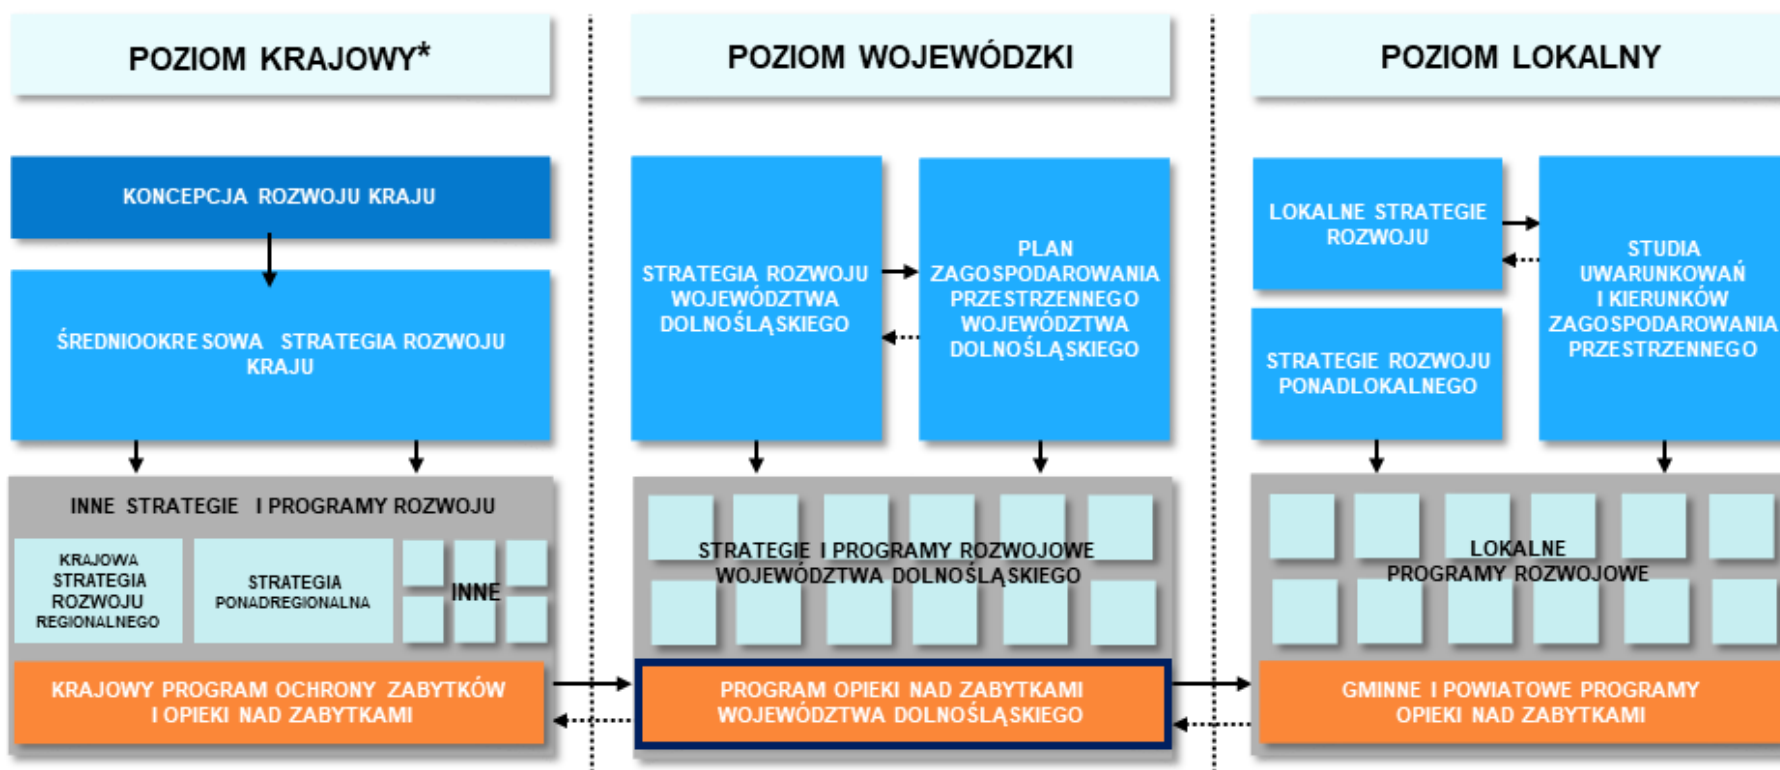 POZIOM KRAJOWY*
KONCEPCJA ROZWOJU KRAJU
ŚREDNIOOKRESOWA STRATEGIA ROZWOJU
KRAJU
INNE STRATEGIE I PROGRAMY ROZWOJU
KRAJOWA
STRATEGIA
ROZWOJU
REGIONALNEGO
STRATEGIA
PONADREGIONALNA
INNE
KRAJOWY PROGRAM OCHRONY ZABYTKÓW
I OPIEKI NAD ZABYTKAMI
POZIOM WOJEWÓDZKI
STRATEGIA ROZWOJU
WOJEWÓDZTWA
DOLNOŚLĄSKIEGO
PLAN
ZAGOSPODAROWANIA
PRZESTRZENNEGO
WOJEWÓDZTWA
DOLNOŚLĄSKIEGO
STRATEGIE I PROGRAMY ROZWOJOWE
WOJEWÓDZTWA DOLNOŚLĄSKIEGO
PROGRAM OPIEKI NAD ZABYTKAMI
WOJEWÓDZTWA DOLNOŚLĄSKIEGO
POZIOM LOKALNY
LOKALNE STRATEGIE
ROZWOJU
STRATEGIE ROZWOJU
PONADLOKALNEGO
STUDIA
UWARUNKOWAŃ
I KIERUNKÓW
ZAGOSPODAROWANIA
PRZESTRZENNEGO
LOKALNE
PROGRAMY ROZWOJOWE
GMINNE I POWIATOWE PROGRAMY
OPIEKI NAD ZABYTKAMI